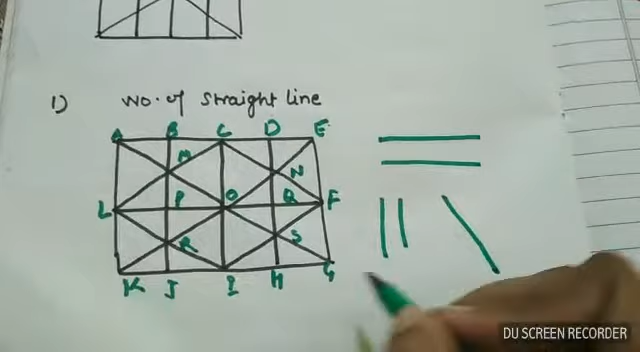 1) No. of straight line
A B C D E
M N
L P O Q F
R S
K J I H G
DU SCREEN RECORDER